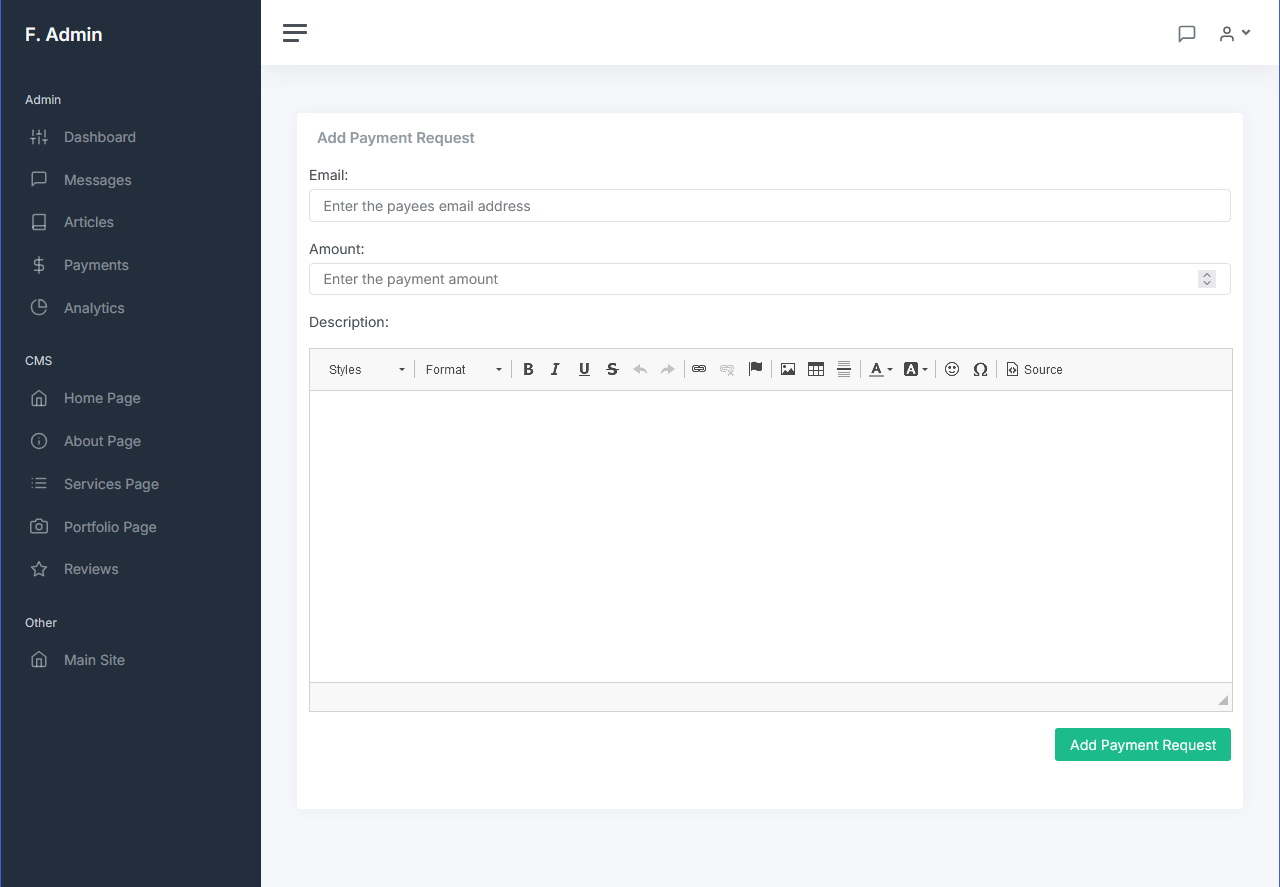 F. Admin
Admin
Dashboard
Messages
Articles
Payments
Analytics
CMS
Home Page
About Page
Services Page
Portfolio Page
Reviews
Other
Main Site
Add Payment Request
Email:
Enter the payees email address
Amount:
Enter the payment amount
Description:
Styles Format B I U S A A Ω Source
Add Payment Request